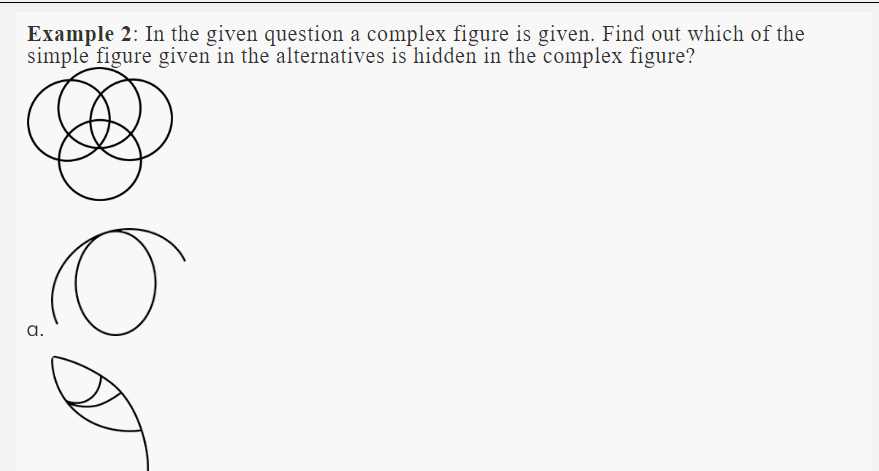 Example 2: In the given question a complex figure is given. Find out which of the
simple figure given in the alternatives is hidden in the complex figure?
a.